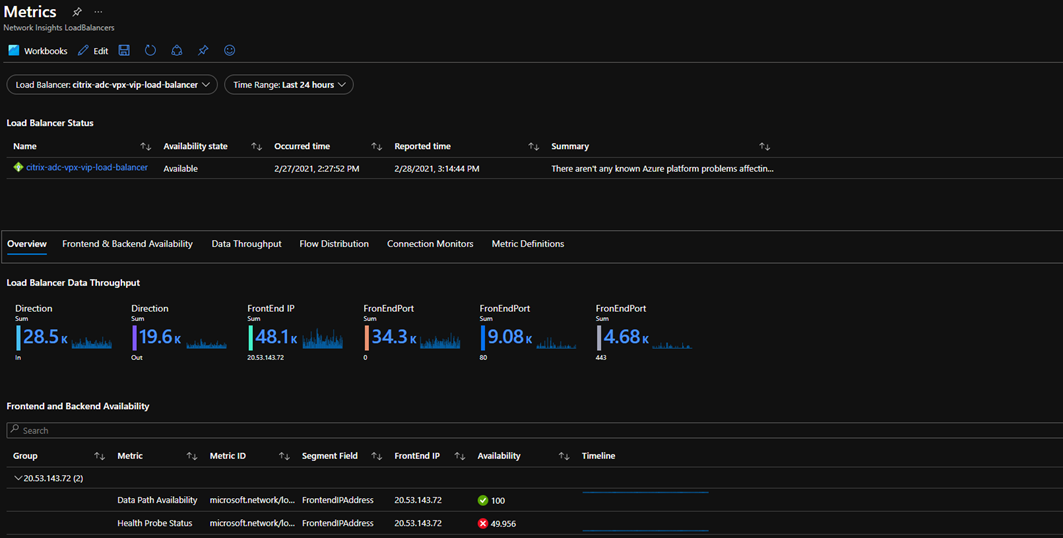 Metrics ...
Network Insights LoadBalancers
Workbooks Edit
Load Balancer: citrix-adc-vpx-vip-load-balancer Time Range: Last 24 hours
Load Balancer Status
Name Availability state Occurred time Reported time Summary
citrix-adc-vpx-vip-load-balancer Available 2/27/2021, 2:27:52 PM 2/28/2021, 3:14:44 PM There aren't any known Azure platform problems affectin...
Overview Frontend & Backend Availability Data Throughput Flow Distribution Connection Monitors Metric Definitions
Load Balancer Data Throughput
Direction Direction FrontEnd IP FronEndPort FronEndPort FronEndPort
Sum Sum Sum Sum Sum Sum
28.5 K 19.6 K 48.1 K 34.3 K 9.08 K 4.68 K
In Out 20.53.143.72 0 80 443
Frontend and Backend Availability
Search
Group Metric Metric ID Segment Field FrontEnd IP Availability Timeline
20.53.143.72 (2)
Data Path Availability microsoft.network/lo... FrontendIPAddress 20.53.143.72 100
Health Probe Status microsoft.network/lo... FrontendIPAddress 20.53.143.72 49.956